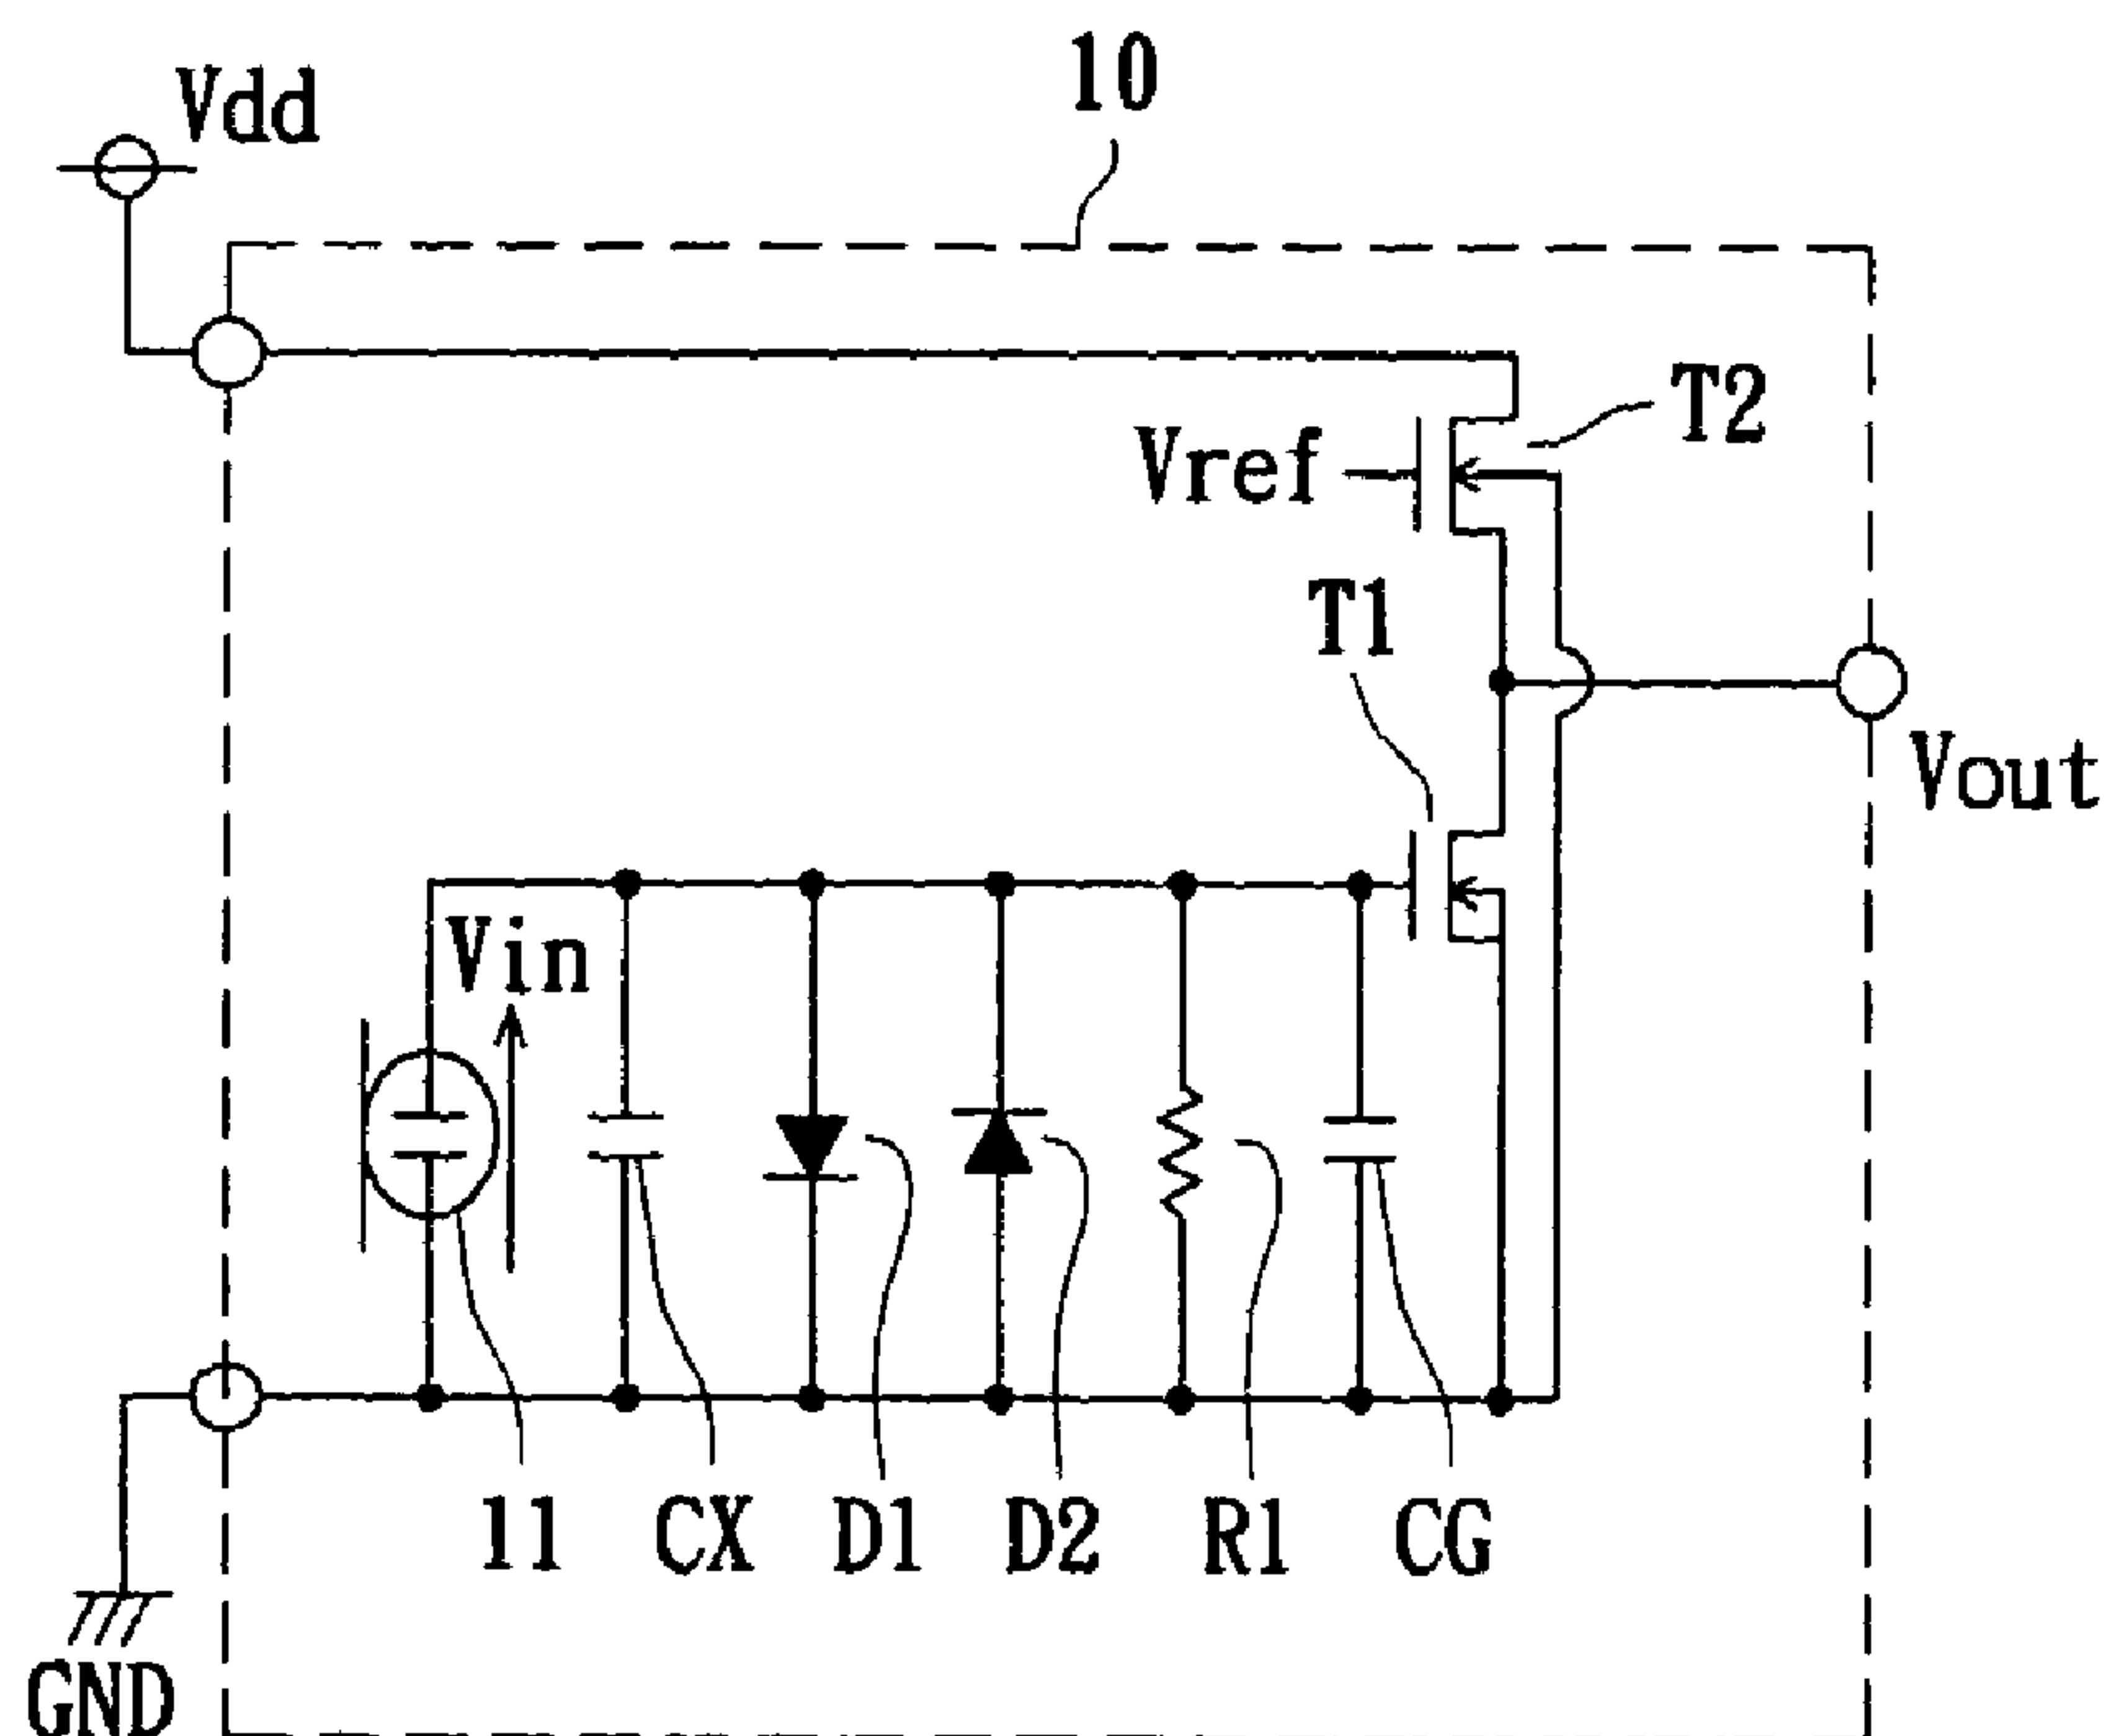 10
Vdd
T2
Vref
T1
Vout
Vin
11 CX D1 D2 R1 CG
GND